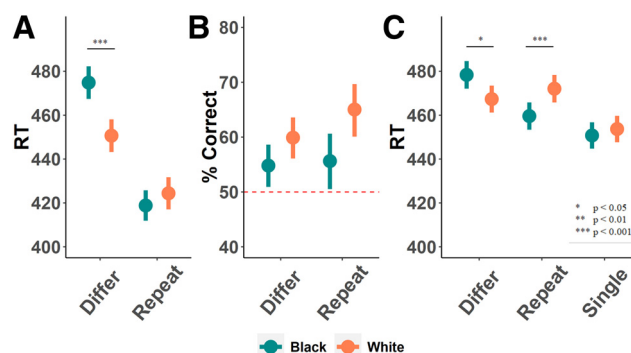 A
B
C
***
*
***
RT
480
460
440
420
400
Differ
Repeat
% Correct
80
70
60
50
40
Differ
Repeat
RT
480
460
440
420
400
Differ
Repeat
Single
* p < 0.05
** p < 0.01
*** p < 0.001
Black White